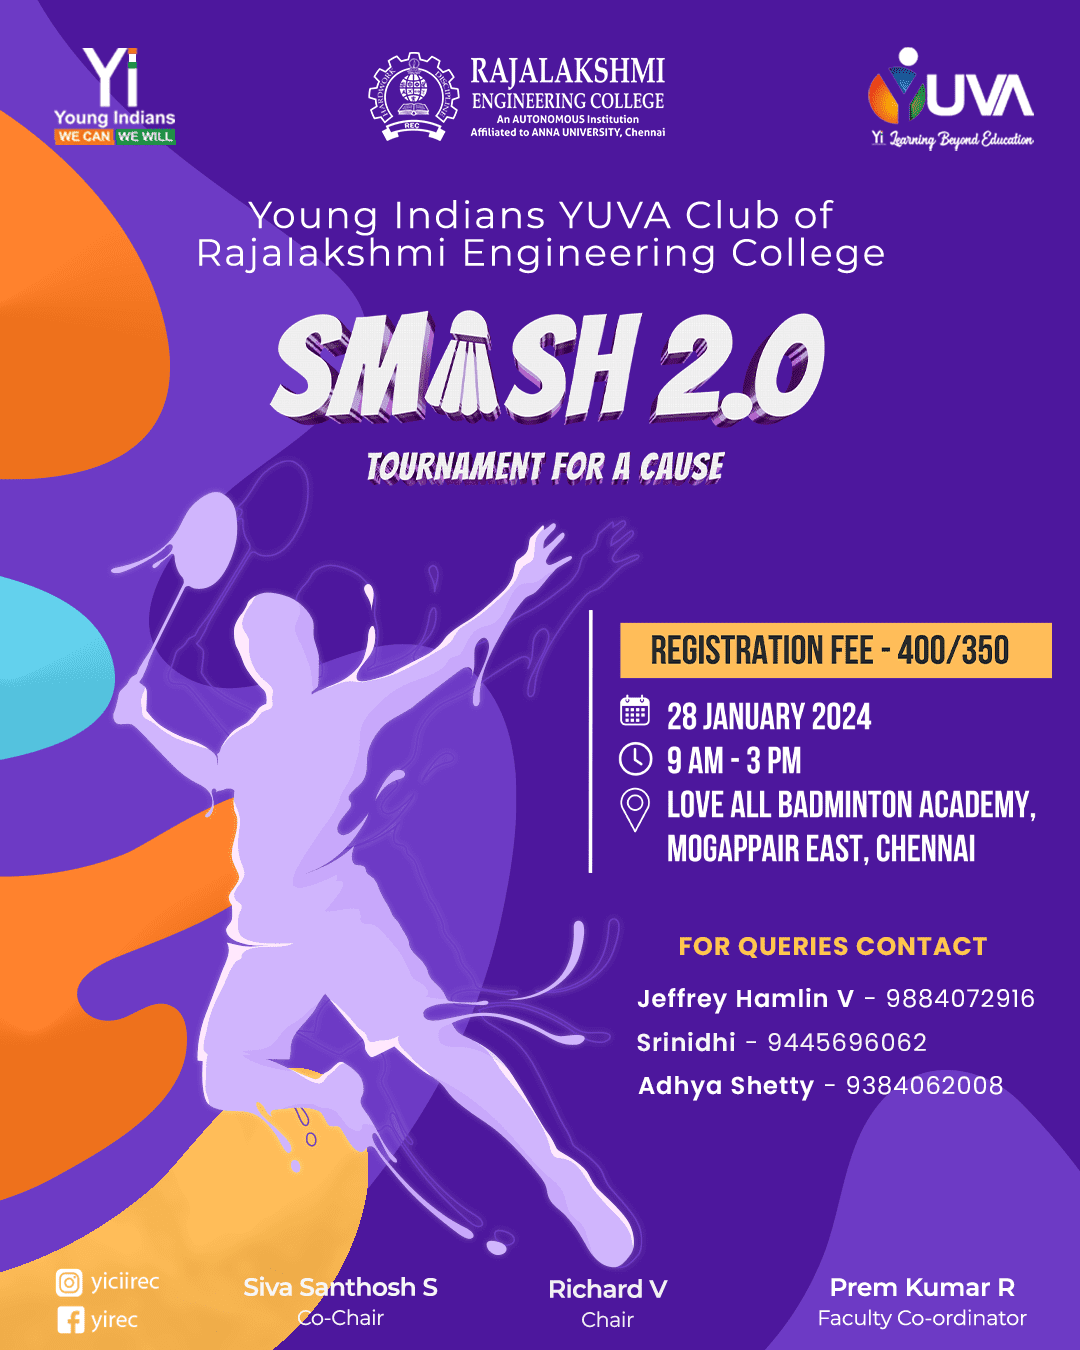 Yi
Young Indians
WE CAN WE WILL
HARDWORK DISCIPLINE
REC
RAJALAKSHMI
ENGINEERING COLLEGE
An AUTONOMOUS Institution
Affiliated to ANNA UNIVERSITY, Chennai
YUVA
Yi Learning Beyond Education
Young Indians YUVA Club of
Rajalakshmi Engineering College
SMASH 2.0
TOURNAMENT FOR A CAUSE
REGISTRATION FEE - 400/350
28 JANUARY 2024
9 AM - 3 PM
LOVE ALL BADMINTON ACADEMY,
MOGAPPAIR EAST, CHENNAI
FOR QUERIES CONTACT
Jeffrey Hamlin V - 9884072916
Srinidhi - 9445696062
Adhya Shetty - 9384062008
yiciirec
yirec
Siva Santhosh S
Co-Chair
Richard V
Chair
Prem Kumar R
Faculty Co-ordinator